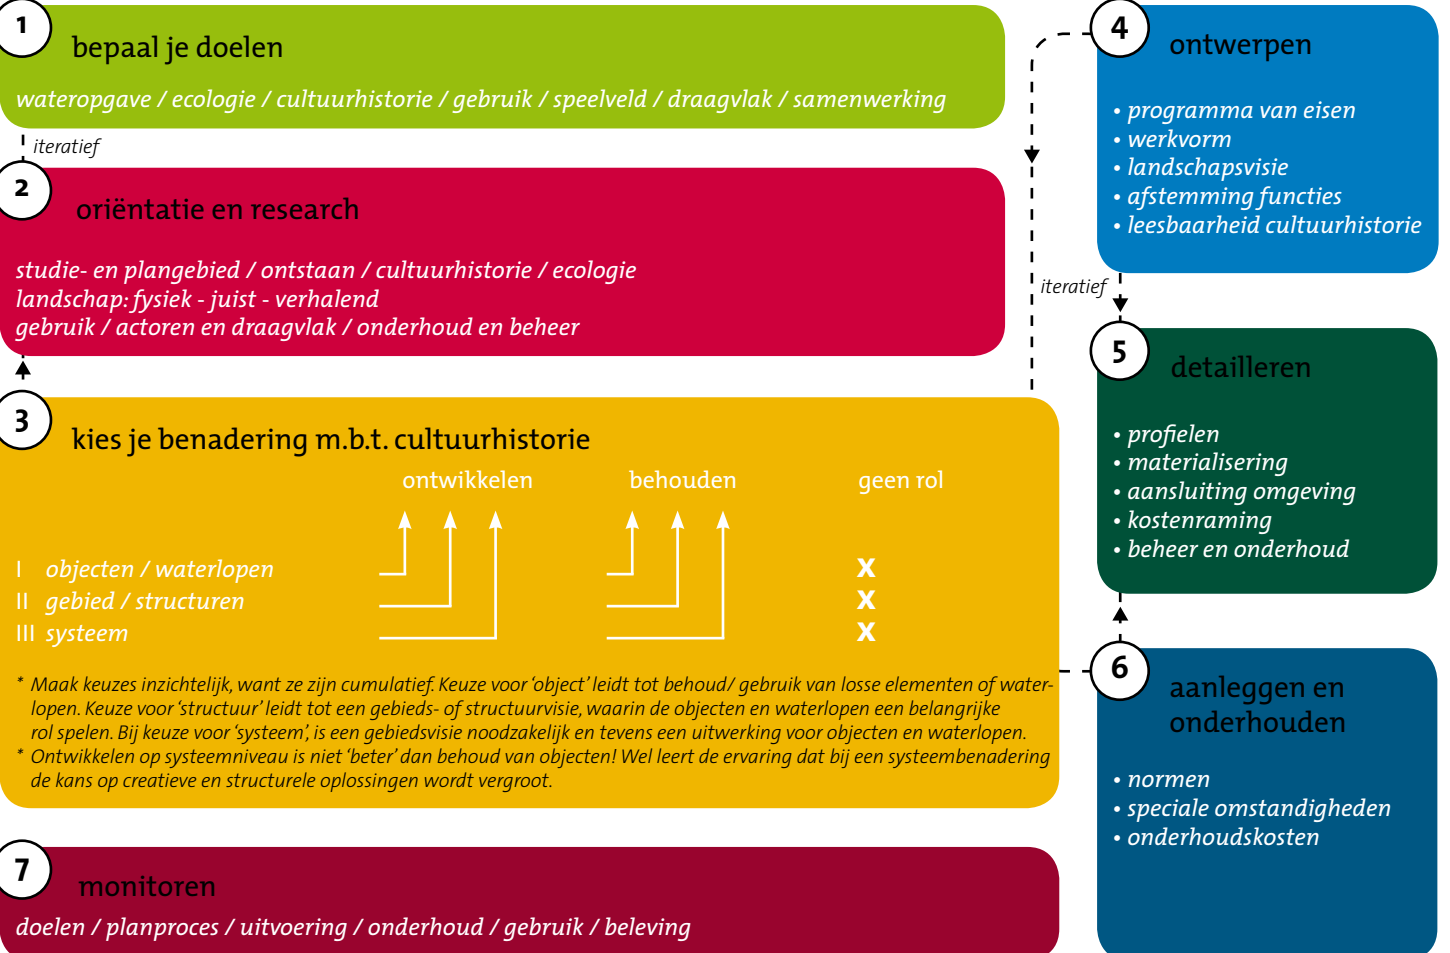 1
bepaal je doelen
wateropgave / ecologie / cultuurhistorie / gebruik / speelveld / draagvlak / samenwerking
iteratief
2
oriëntatie en research
studie- en plangebied / ontstaan / cultuurhistorie / ecologie
landschap: fysiek - juist - verhalend
gebruik / actoren en draagvlak / onderhoud en beheer
3
kies je benadering m.b.t. cultuurhistorie
ontwikkelen behouden geen rol
I objecten / waterlopen X
II gebied / structuren X
III systeem X
* Maak keuzes inzichtelijk, want ze zijn cumulatief. Keuze voor ‘object’ leidt tot behoud/ gebruik van losse elementen of water-
lopen. Keuze voor ‘structuur’ leidt tot een gebieds- of structuurvisie, waarin de objecten en waterlopen een belangrijke
rol spelen. Bij keuze voor ‘systeem’, is een gebiedsvisie noodzakelijk en tevens een uitwerking voor objecten en waterlopen.
* Ontwikkelen op systeemniveau is niet ‘beter’ dan behoud van objecten! Wel leert de ervaring dat bij een systeembenadering
de kans op creatieve en structurele oplossingen wordt vergroot.
4
ontwerpen
• programma van eisen
• werkvorm
• landschapsvisie
• afstemming functies
• leesbaarheid cultuurhistorie
iteratief
5
detailleren
• profielen
• materialisering
• aansluiting omgeving
• kostenraming
• beheer en onderhoud
6
aanleggen en
onderhouden
• normen
• speciale omstandigheden
• onderhoudskosten
7
monitoren
doelen / planproces / uitvoering / onderhoud / gebruik / beleving